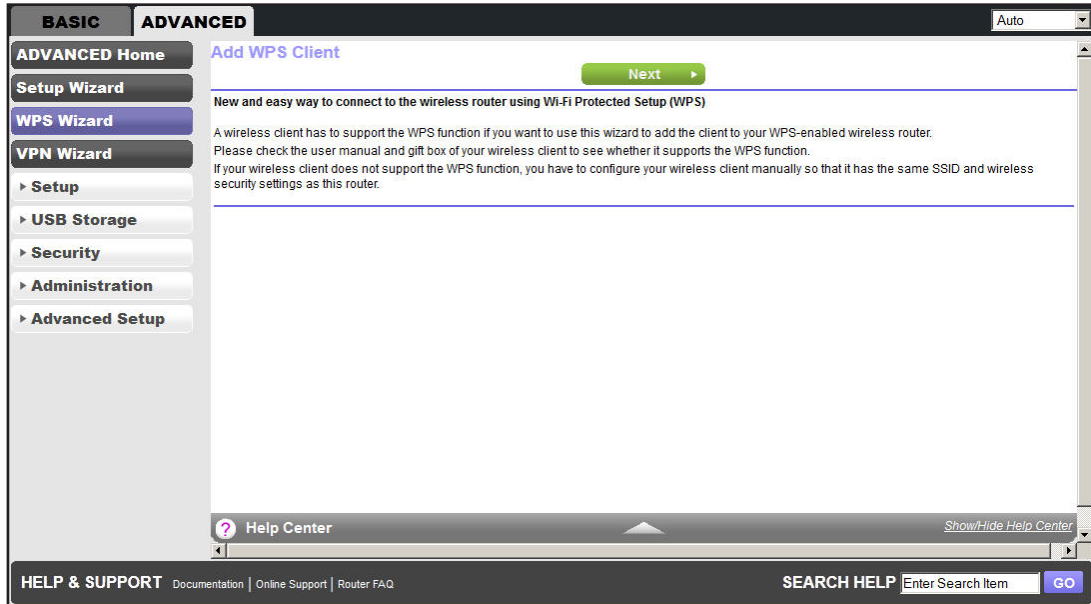 BASIC ADVANCED Auto
ADVANCED Home
Setup Wizard
WPS Wizard
VPN Wizard
Setup
USB Storage
Security
Administration
Advanced Setup
Add WPS Client
Next
New and easy way to connect to the wireless router using Wi-Fi Protected Setup (WPS)
A wireless client has to support the WPS function if you want to use this wizard to add the client to your WPS-enabled wireless router.
Please check the user manual and gift box of your wireless client to see whether it supports the WPS function.
If your wireless client does not support the WPS function, you have to configure your wireless client manually so that it has the same SSID and wireless
security settings as this router.
? Help Center Show/Hide Help Center
HELP & SUPPORT Documentation | Online Support | Router FAQ SEARCH HELP Enter Search Item GO